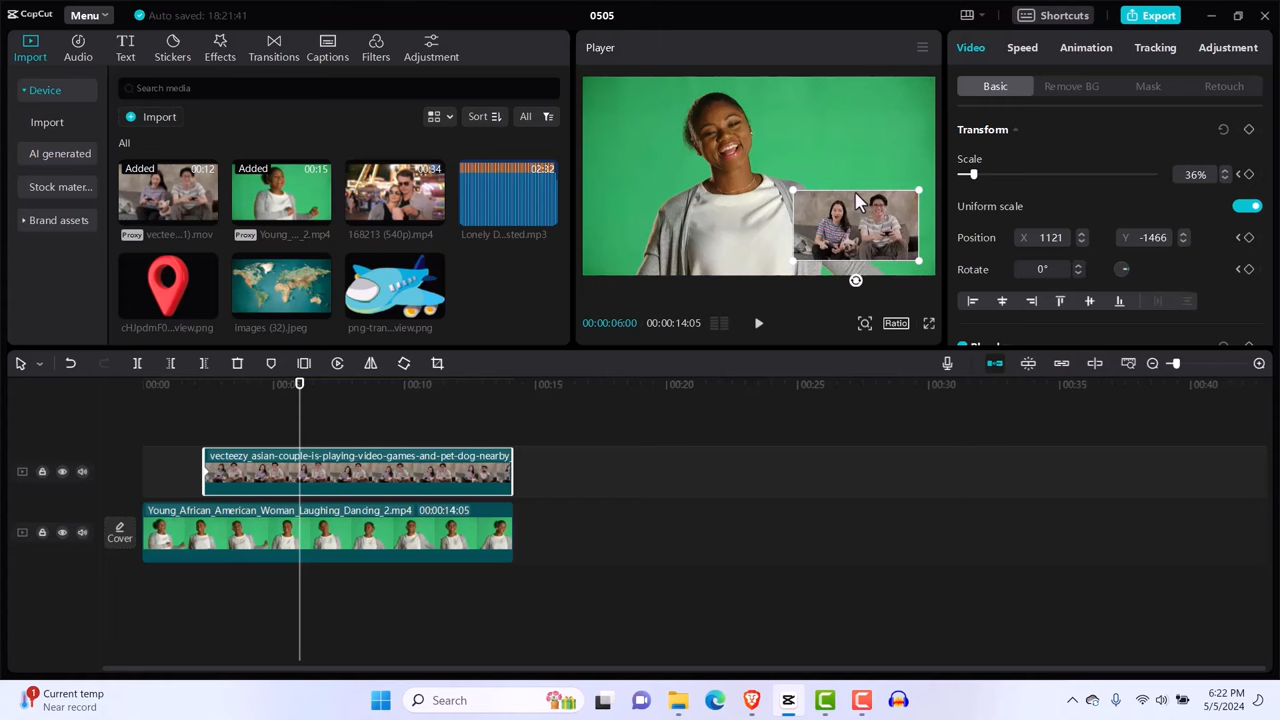 CapCut
Menu
Auto saved: 18:21:41
0505
Shortcuts
Export
Import
Audio
Text
Stickers
Effects
Transitions
Captions
Filters
Adjustment
Device
Import
AI generated
Stock mater...
Brand assets
Search media
Import
Sort
All
All
Added 00:12
Added 00:15
00:34
02:32
Proxy vectee...1).mov
Proxy Young_..._2.mp4
168213 (540p).mp4
Lonely D...sted.mp3
cHJpdmF0...view.png
images (32).jpeg
png-tran...view.png
Player
00:00:06:00
00:00:14:05
Ratio
Video
Speed
Animation
Tracking
Adjustment
Basic
Remove BG
Mask
Retouch
Transform
Scale
36%
Uniform scale
Position
X 1121
Y -1466
Rotate
0°
00:00
00:10
00:15
00:20
00:25
00:30
00:35
00:40
vecteezy_asian-couple-is-playing-video-games-and-pet-dog-nearby
Young_African_American_Woman_Laughing_Dancing_2.mp4 00:00:14:05
Cover
1
Current temp
Near record
Search
6:22 PM
5/5/2024